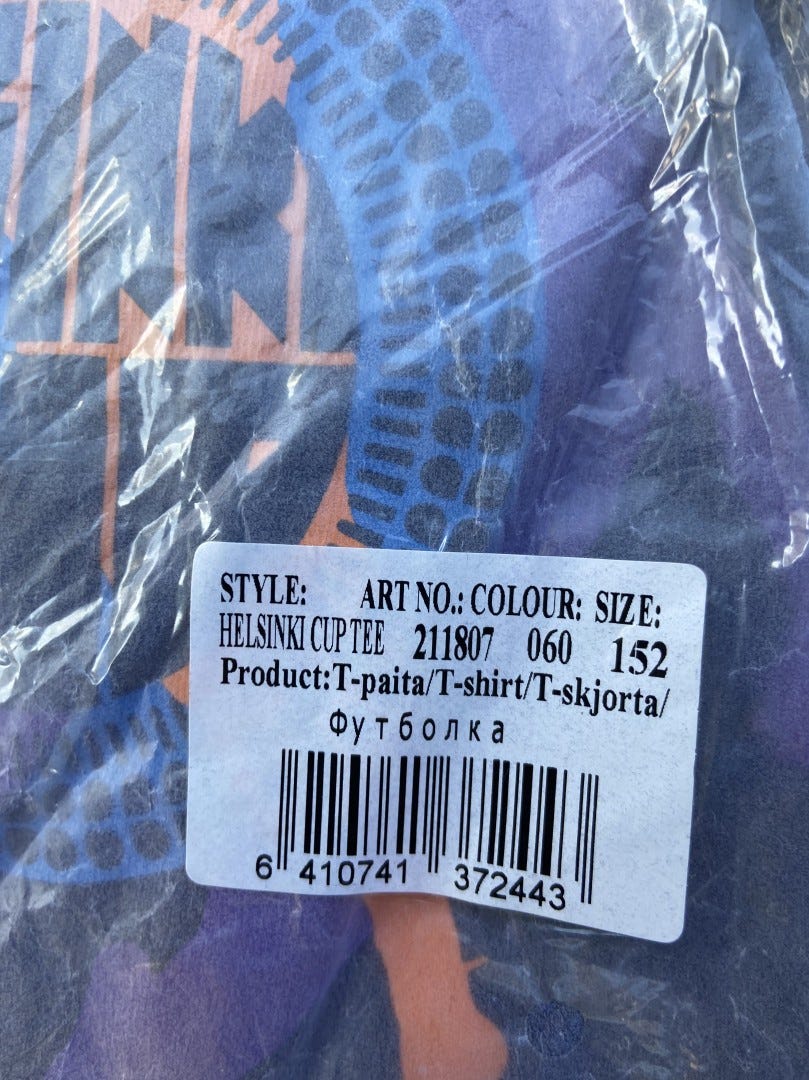 STYLE: ART NO.: COLOUR: SIZE:
HELSINKI CUP TEE 211807 060 152
Product:T-paita/T-shirt/T-skjorta/
Футболка
6 410741 372443